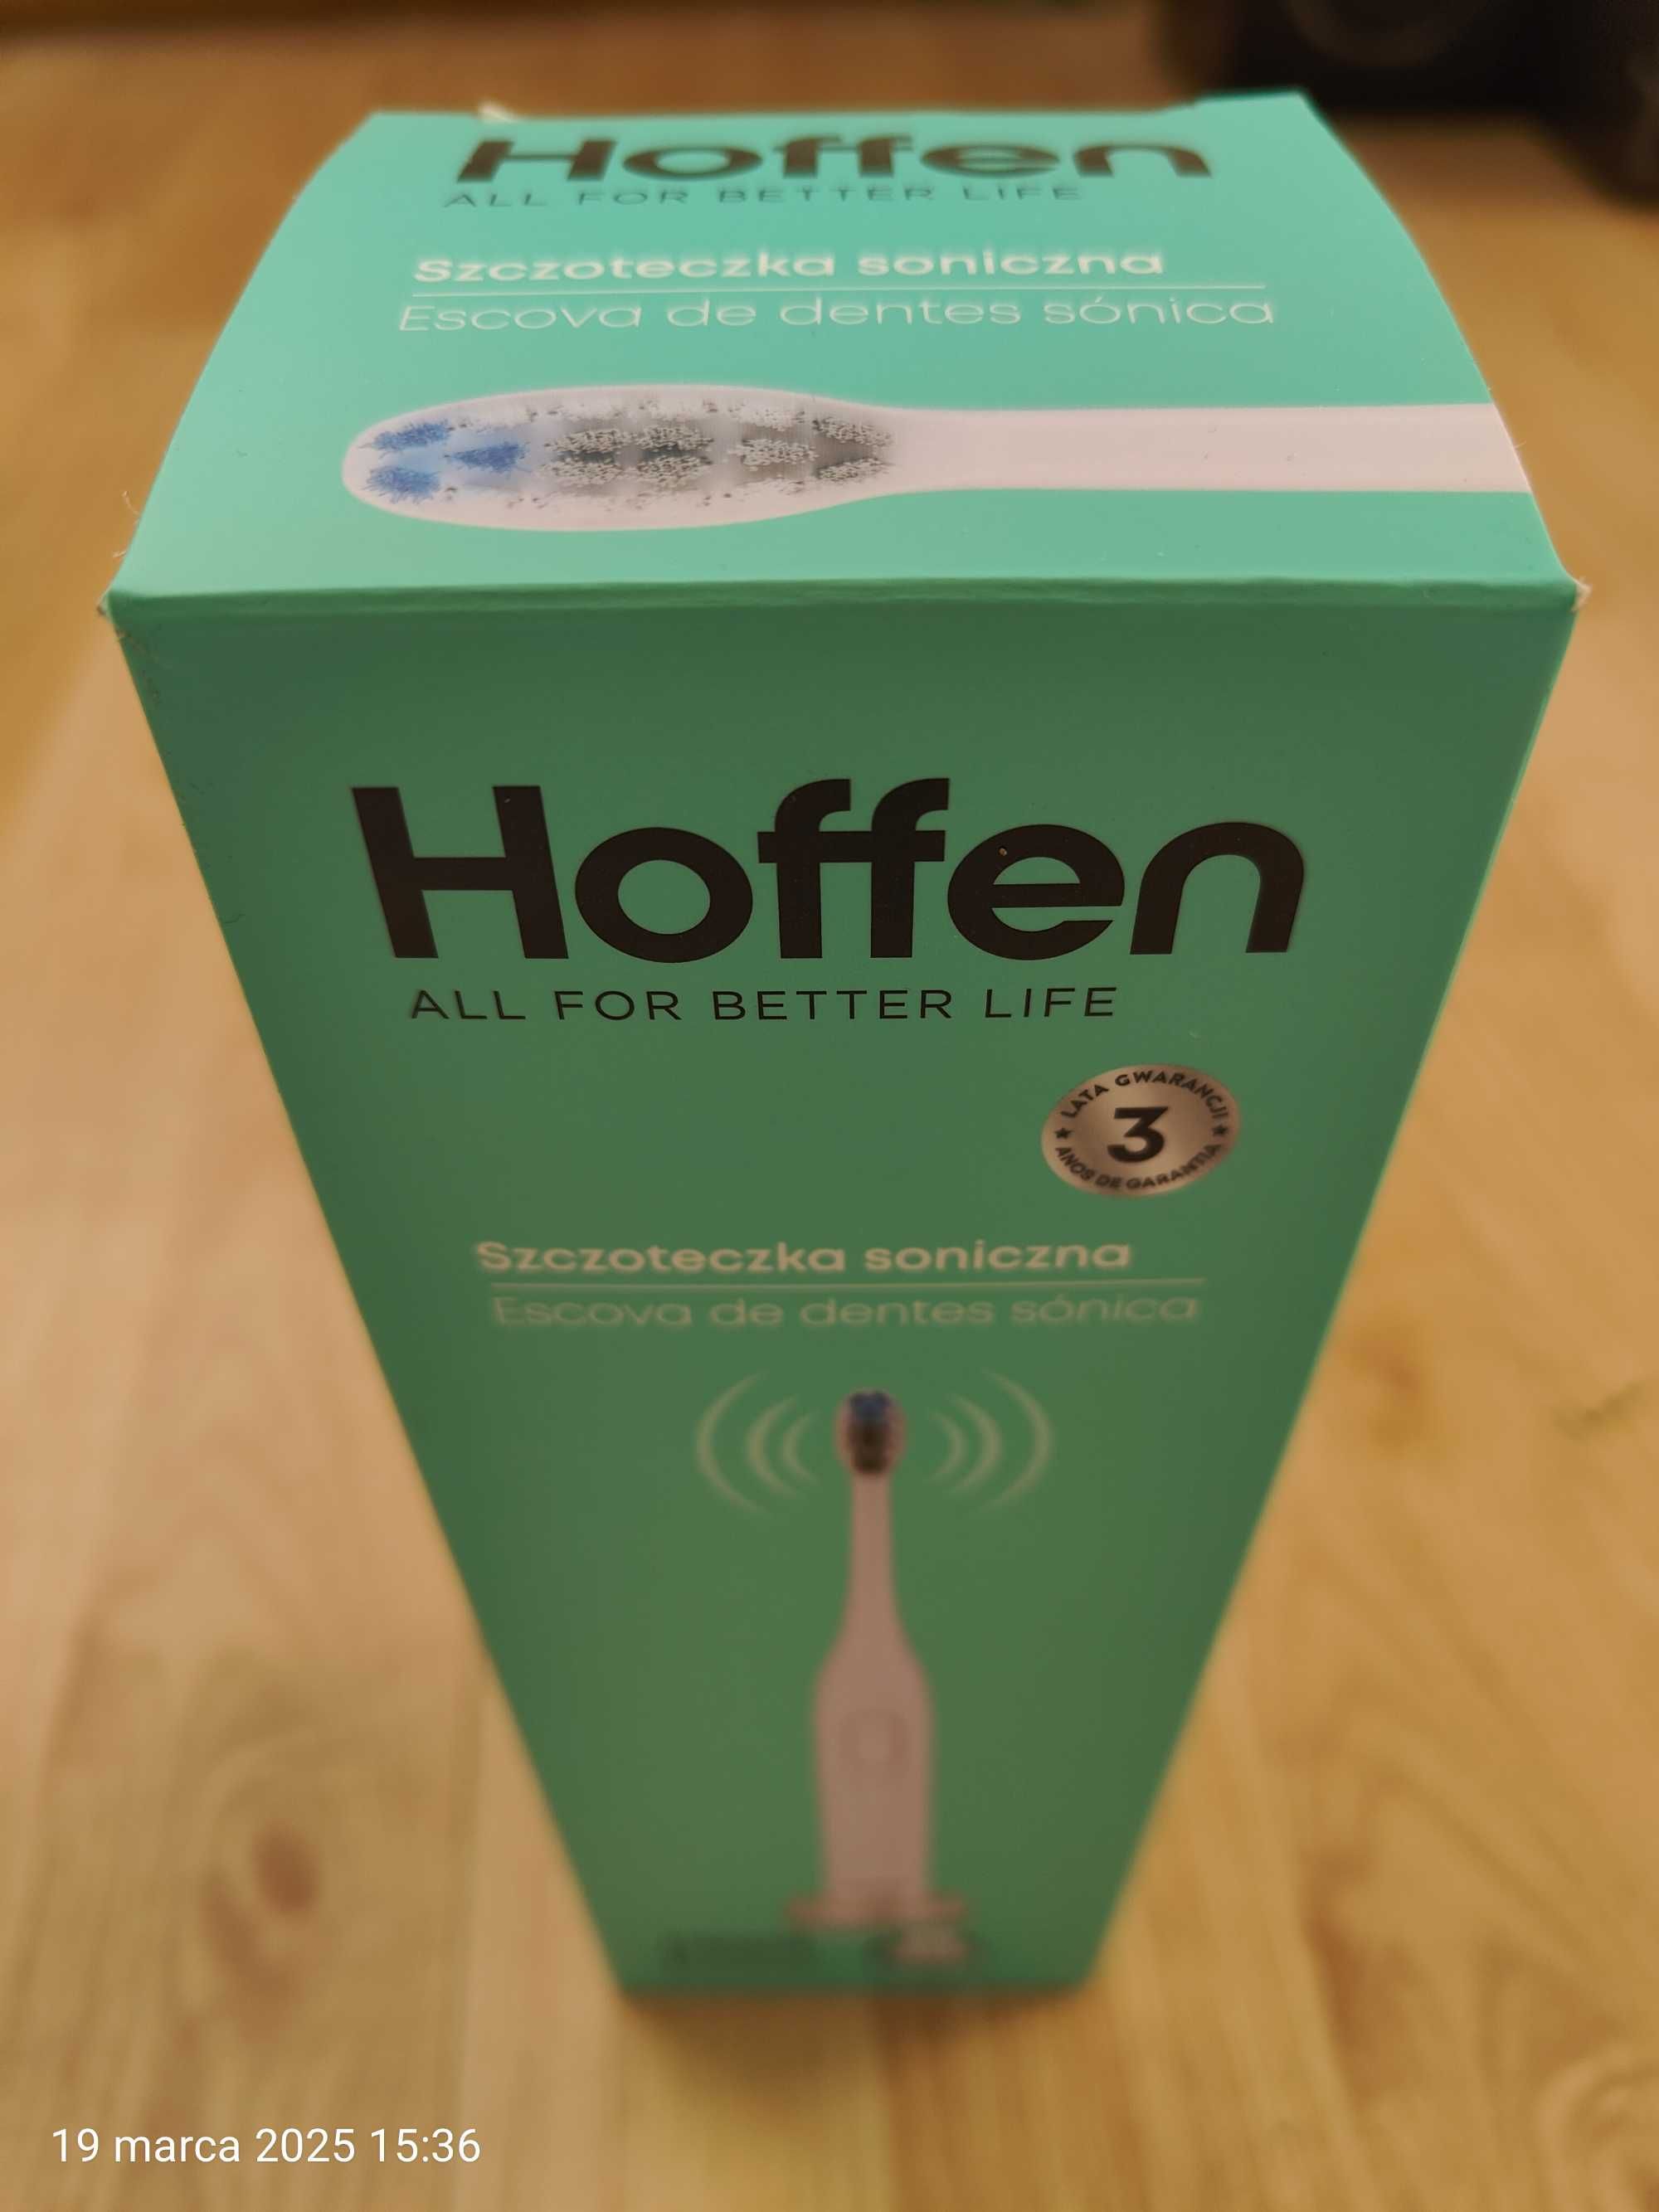 Hoffen
ALL FOR BETTER LIFE
Szczoteczka soniczna
Escova de dentes sónica
Hoffen
ALL FOR BETTER LIFE
LATA GWARANCJI
3
ANOS DE GARANTIA
Szczoteczka soniczna
Escova de dentes sónica
19 marca 2025 15:36